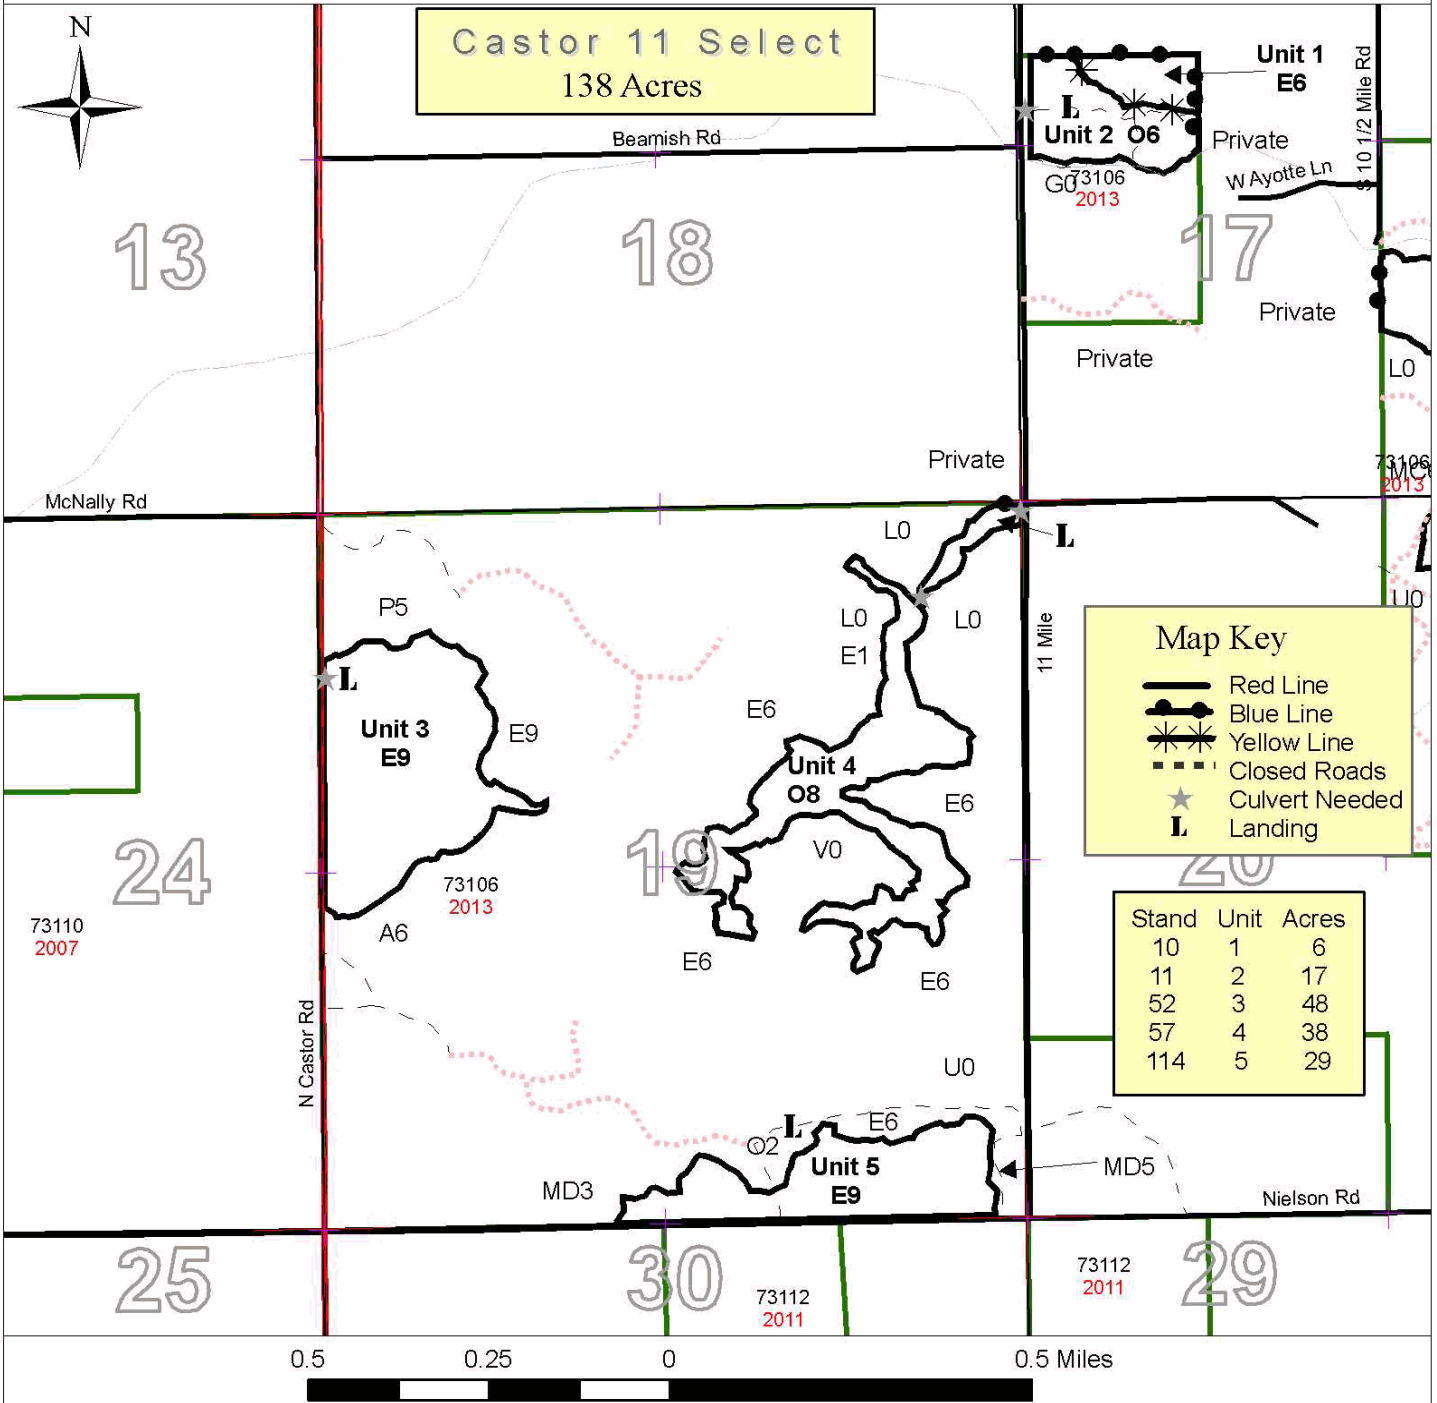 N
Castor 11 Select
138 Acres
Unit 1
E6
S 10 1/2 Mile Rd
Beamish Rd
L
Unit 2 O6
Private
W Ayotte Ln
G0
73106
2013
13
18
17
Private
Private
L0
Private
73106
2013
McNally Rd
L0
L
P5
U0
L0
L0
E1
11 Mile
L
Unit 3
E9
E9
E6
Unit 4
O8
E6
V0
Map Key
Red Line
Blue Line
Yellow Line
Closed Roads
Culvert Needed
L Landing
24
19
20
73106
2013
73110
2007
A6
E6
E6
Stand Unit Acres
10 1 6
11 2 17
52 3 48
57 4 38
114 5 29
N Castor Rd
U0
L
E6
O2
Unit 5
E9
MD5
MD3
Nielson Rd
25
30
29
73112
2011
73112
2011
0.5 0.25 0 0.5 Miles